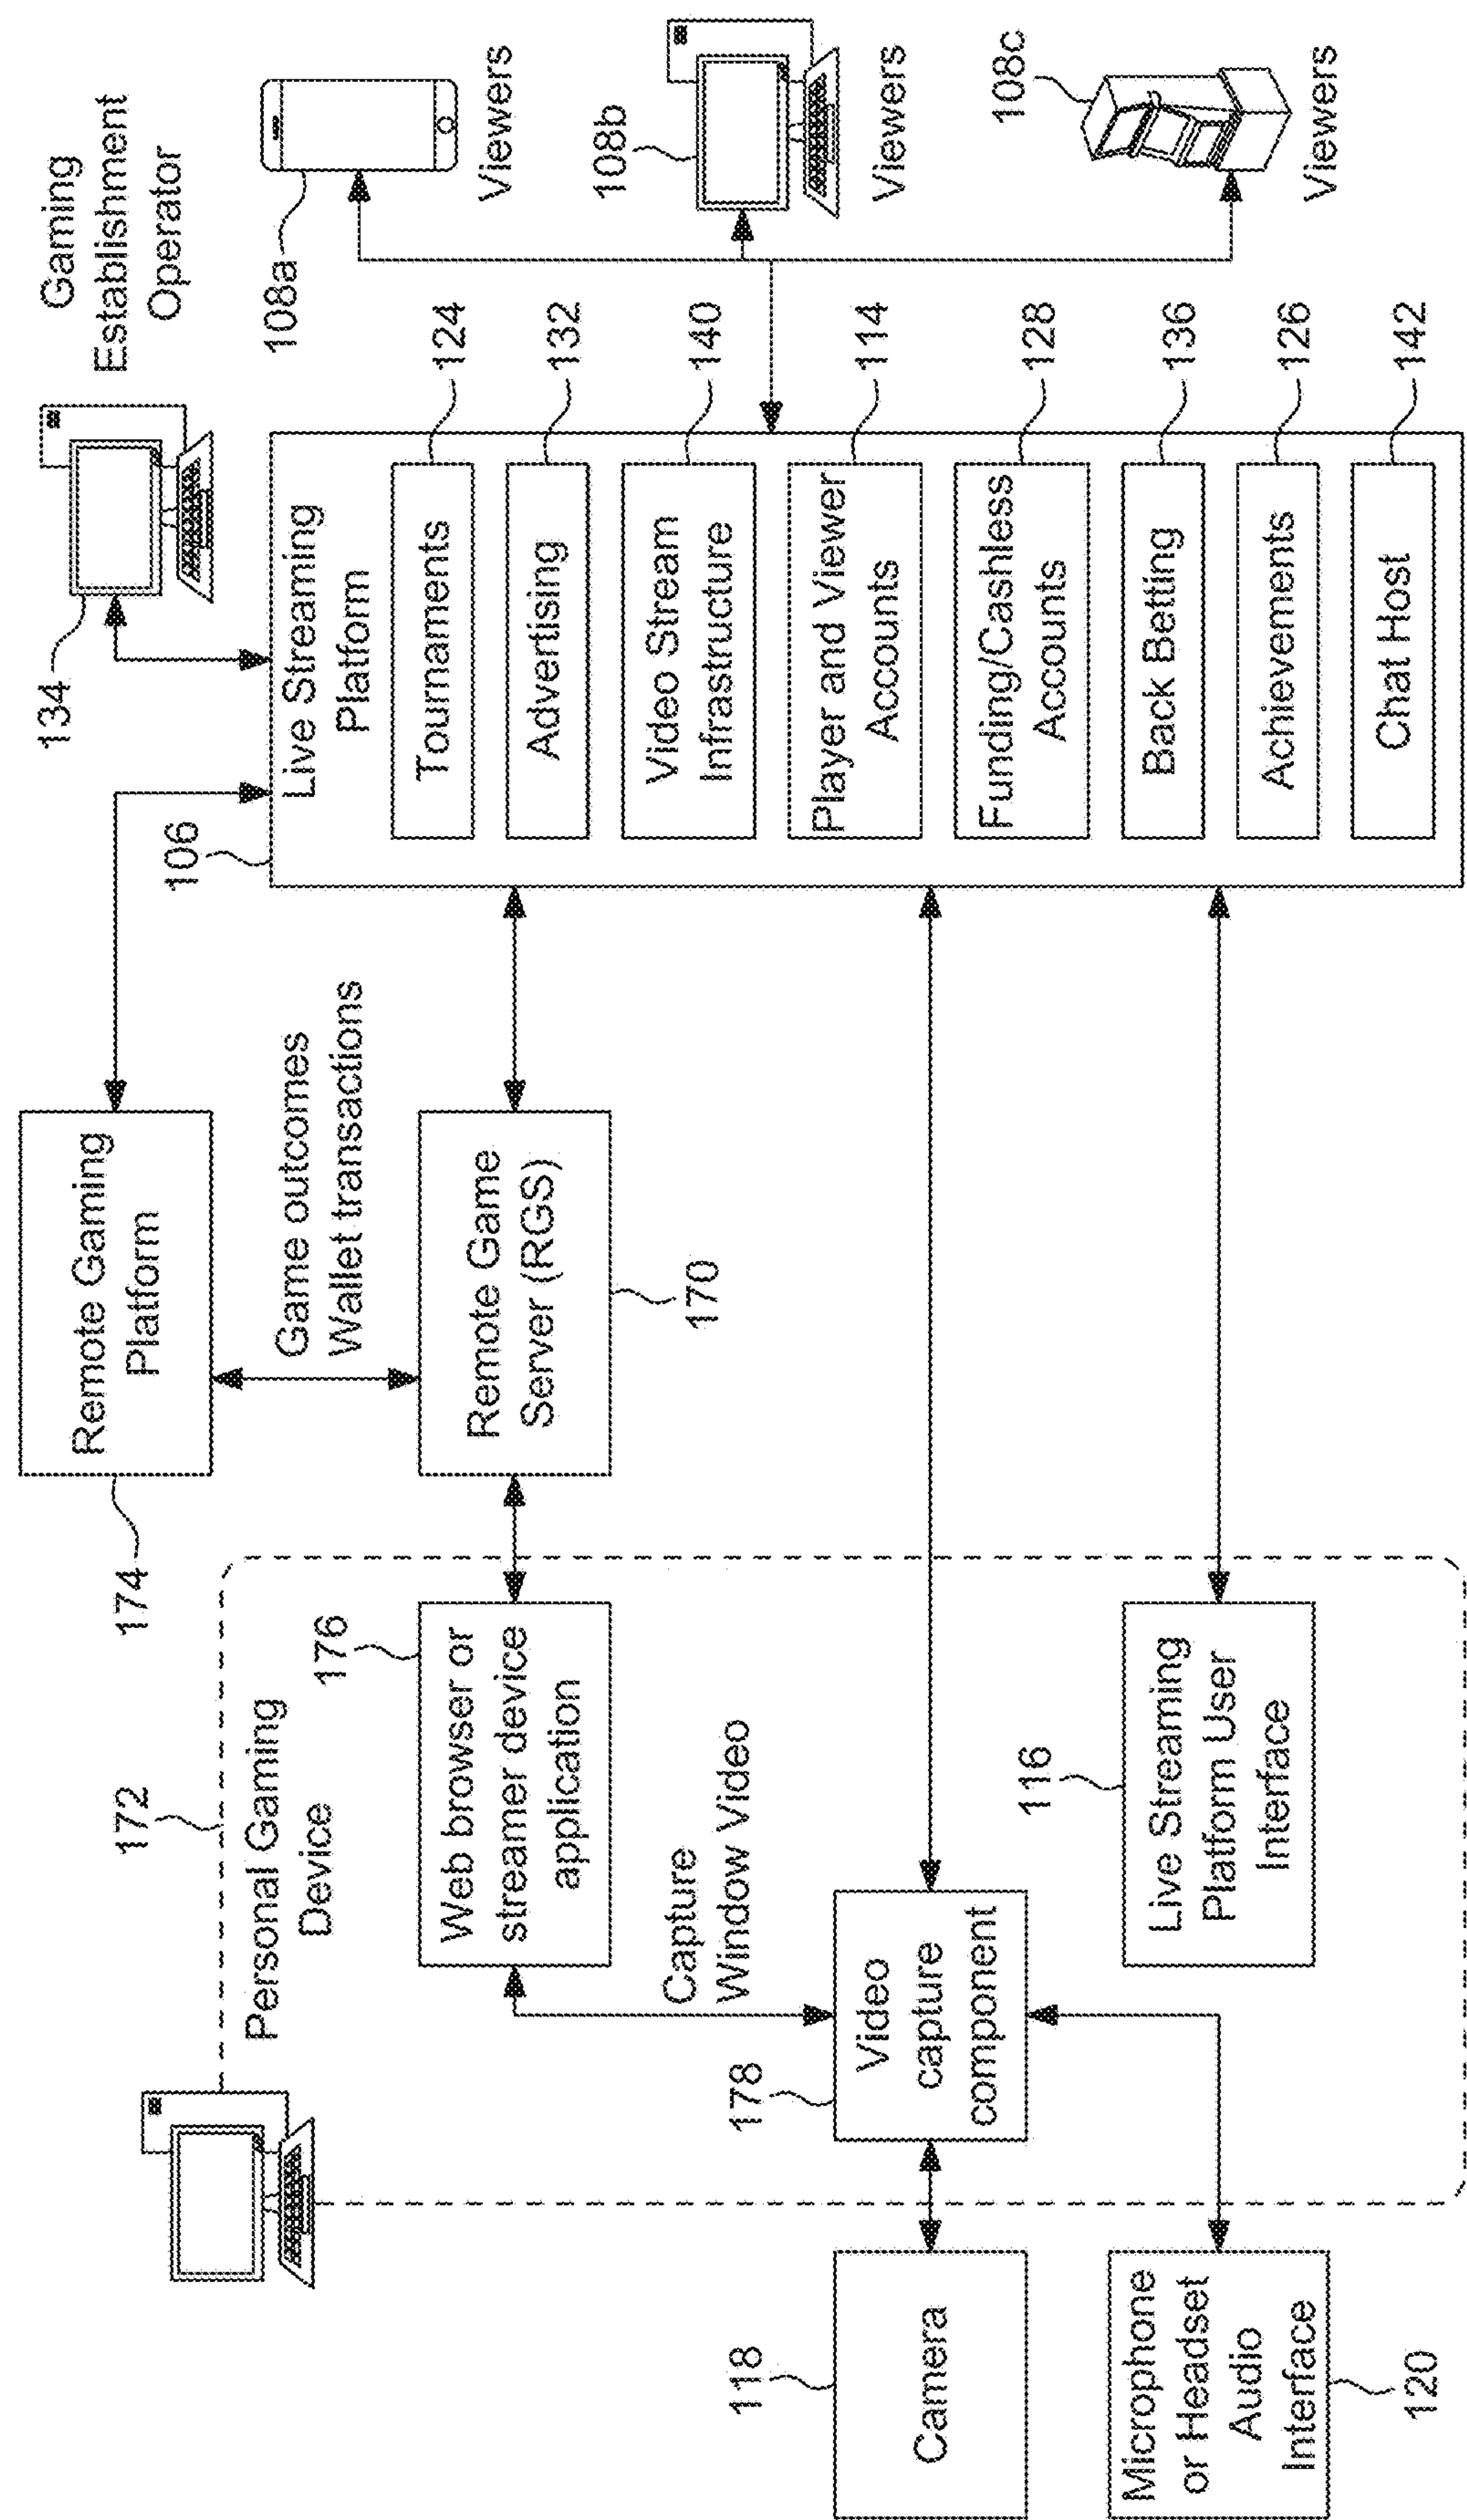 172
Personal Gaming
Device
176
Web browser or
streamer device
application
Capture
Window Video
178
Video
capture
component
118
Camera
Microphone
or Headset
Audio
Interface
120
116
Live Streaming
Platform User
Interface
174
Remote Gaming
Platform
Game outcomes
Wallet transactions
Remote Game
Server (RGS)
170
134
Gaming
Establishment
Operator
106
Live Streaming
Platform
Tournaments
124
Advertising
132
Video Stream
Infrastructure
140
Player and Viewer
Accounts
114
Funding/Cashless
Accounts
128
Back Betting
136
Achievements
126
Chat Host
142
108a
Viewers
108b
Viewers
108c
Viewers